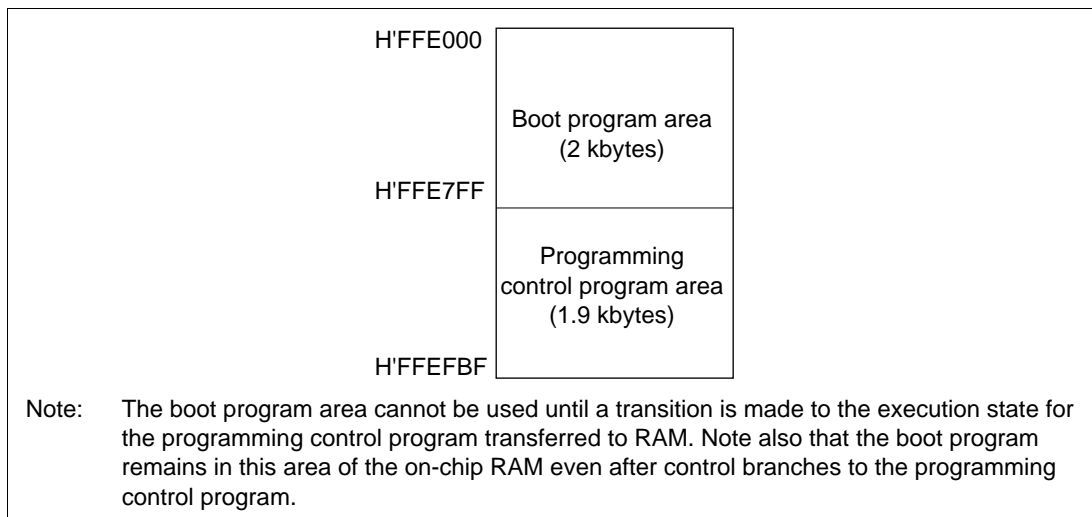 H'FFE000
Boot program area
(2 kbytes)
H'FFE7FF
Programming
control program area
(1.9 kbytes)
H'FFEFBF
Note: The boot program area cannot be used until a transition is made to the execution state for
the programming control program transferred to RAM. Note also that the boot program
remains in this area of the on-chip RAM even after control branches to the programming
control program.